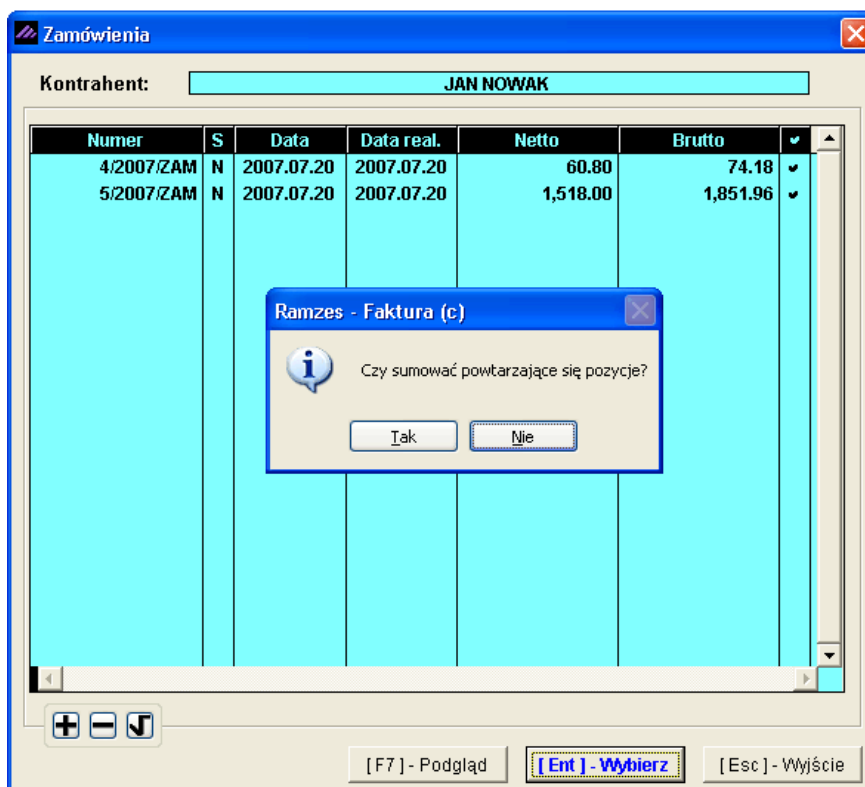 Zamówienia
Kontrahent: JAN NOWAK
Numer S Data Data real. Netto Brutto
4/2007/ZAM N 2007.07.20 2007.07.20 60.80 74.18
5/2007/ZAM N 2007.07.20 2007.07.20 1,518.00 1,851.96
Ramzes - Faktura (c)
Czy sumować powtarzające się pozycje?
Tak Nie
[ F7 ] - Podgląd [ Ent ] - Wybierz [ Esc ] - Wyjście